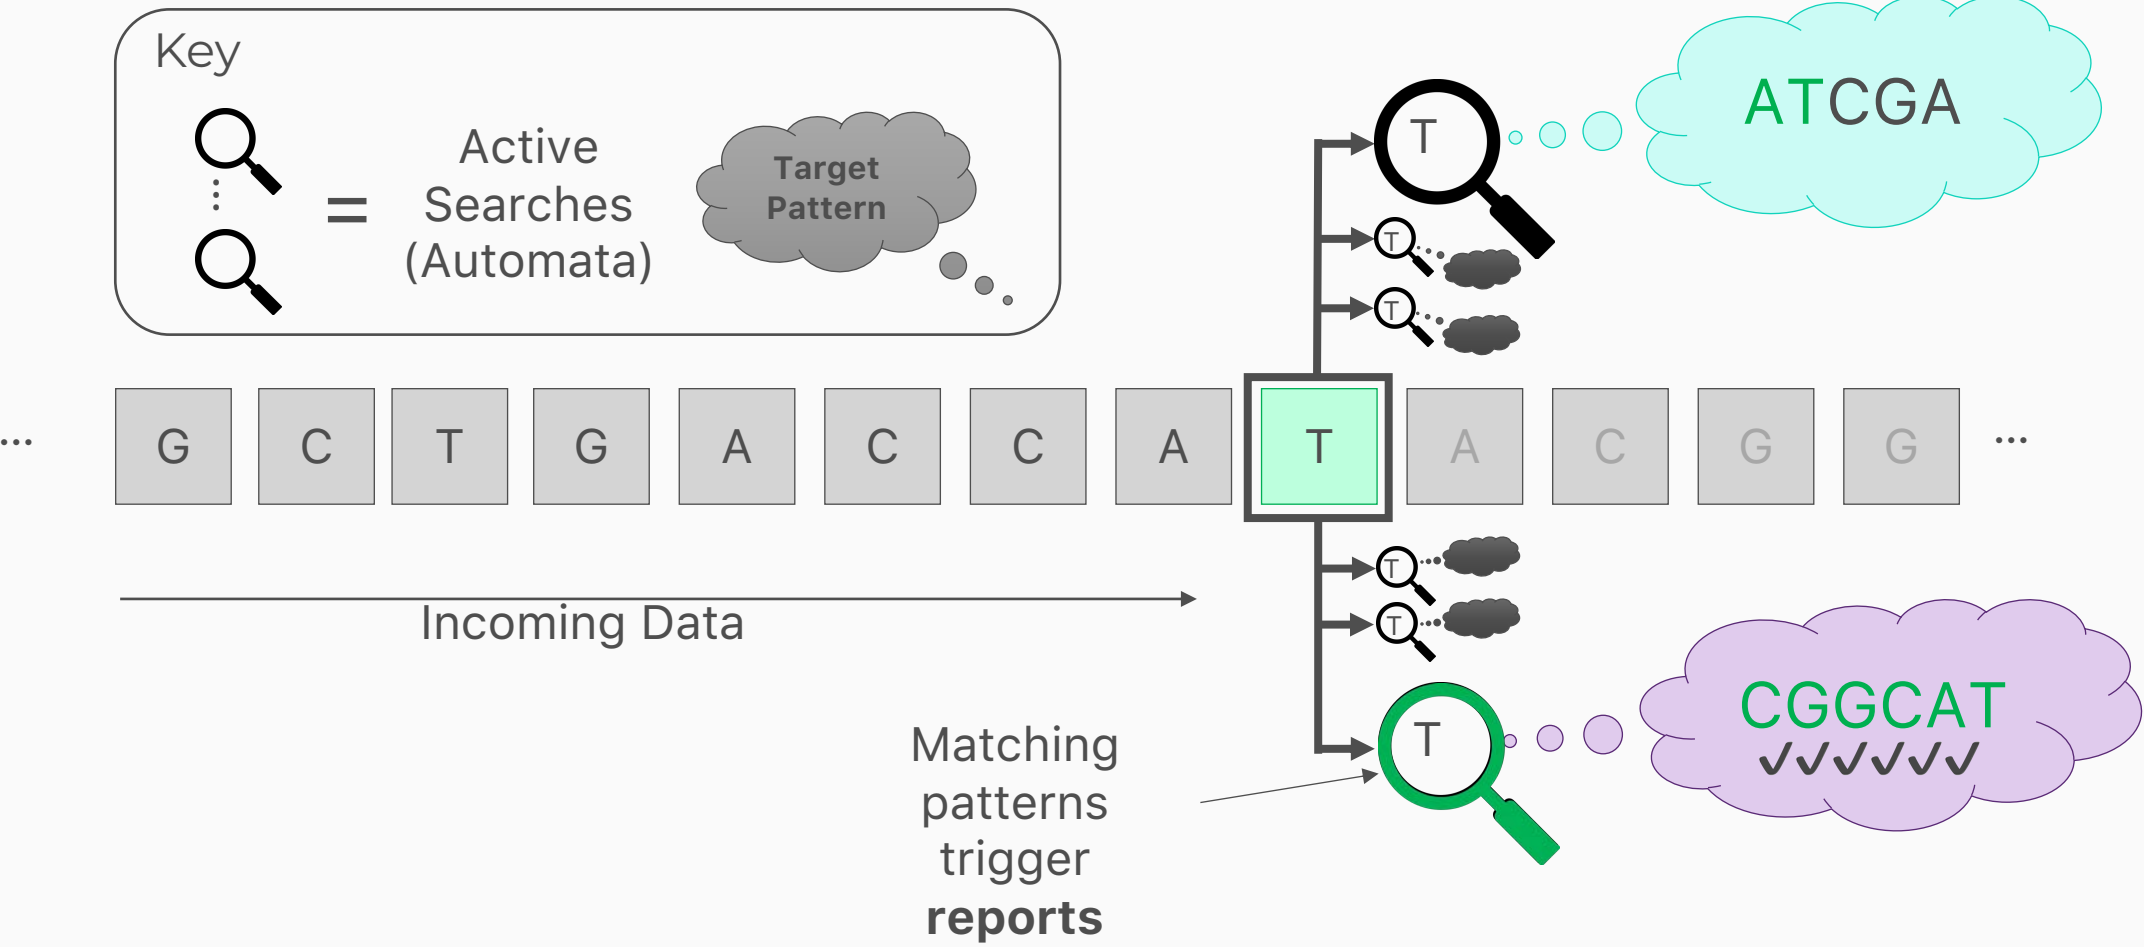 Key
Active
Searches
(Automata)
=
Target
Pattern
T
ATCGA
T
T
... G C T G A C C A T A C G G ...
T
T
Incoming Data
T
CGGCAT
✓✓✓✓✓✓
Matching
patterns
trigger
reports